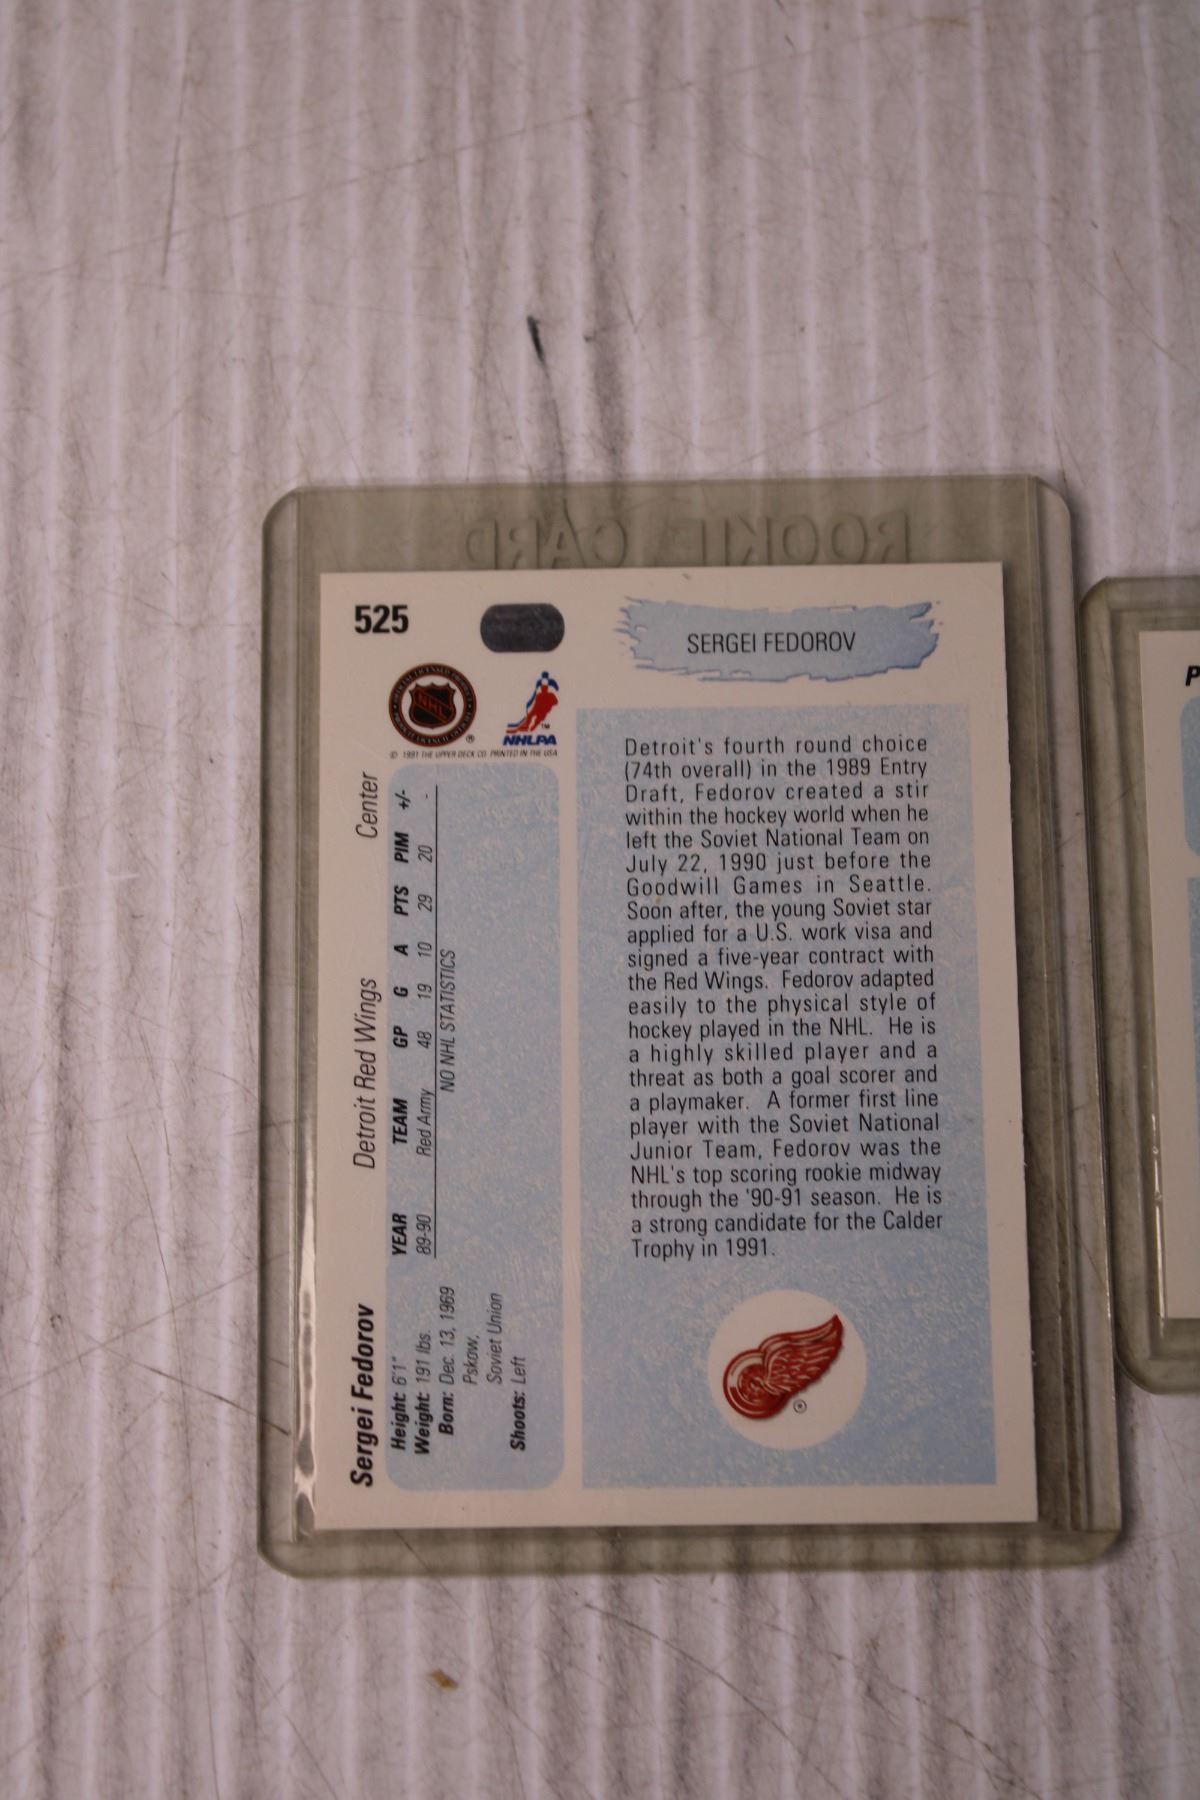 ROOKIE CARD
525
SERGEI FEDOROV
NHL
NHLPA
© 1991 THE UPPER DECK CO. PRINTED IN THE USA
Sergei Fedorov Detroit Red Wings Center
Height: 6'1"
Weight: 191 lbs.
Born: Dec. 13, 1969
Pskow,
Soviet Union
Shoots: Left
YEAR TEAM GP G A PTS PIM +/-
89-90 Red Army 48 19 10 29 20 -
NO NHL STATISTICS
Detroit's fourth round choice
(74th overall) in the 1989 Entry
Draft, Fedorov created a stir
within the hockey world when he
left the Soviet National Team on
July 22, 1990 just before the
Goodwill Games in Seattle.
Soon after, the young Soviet star
applied for a U.S. work visa and
signed a five-year contract with
the Red Wings. Fedorov adapted
easily to the physical style of
hockey played in the NHL. He is
a highly skilled player and a
threat as both a goal scorer and
a playmaker. A former first line
player with the Soviet National
Junior Team, Fedorov was the
NHL's top scoring rookie midway
through the '90-91 season. He is
a strong candidate for the Calder
Trophy in 1991.
®
P